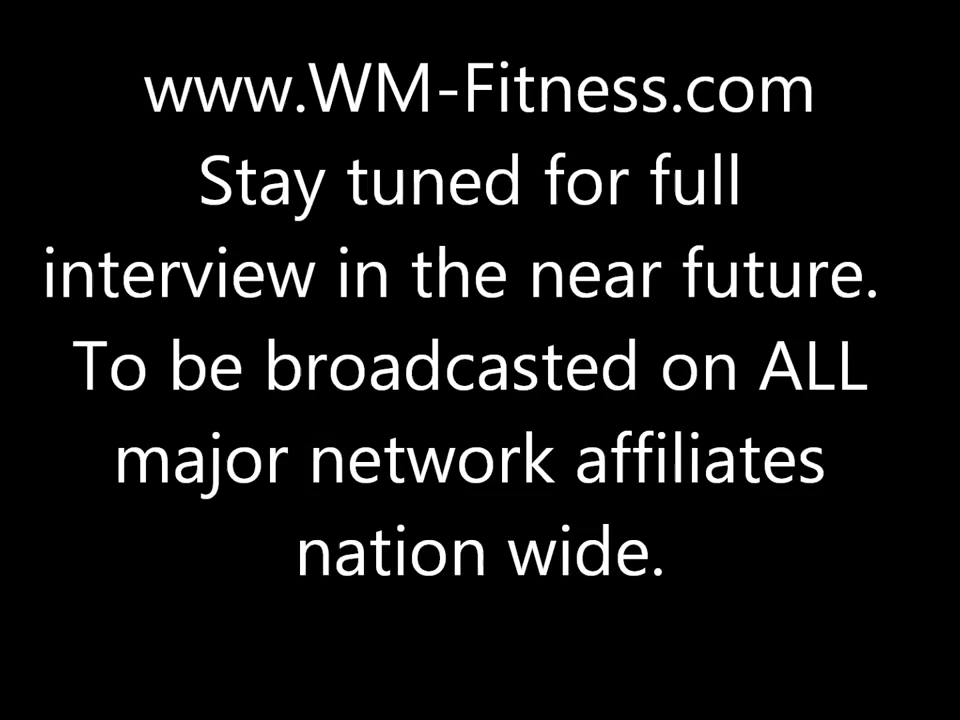 www.WM-Fitness.com
Stay tuned for full
interview in the near future.
To be broadcasted on ALL
major network affiliates
nation wide.